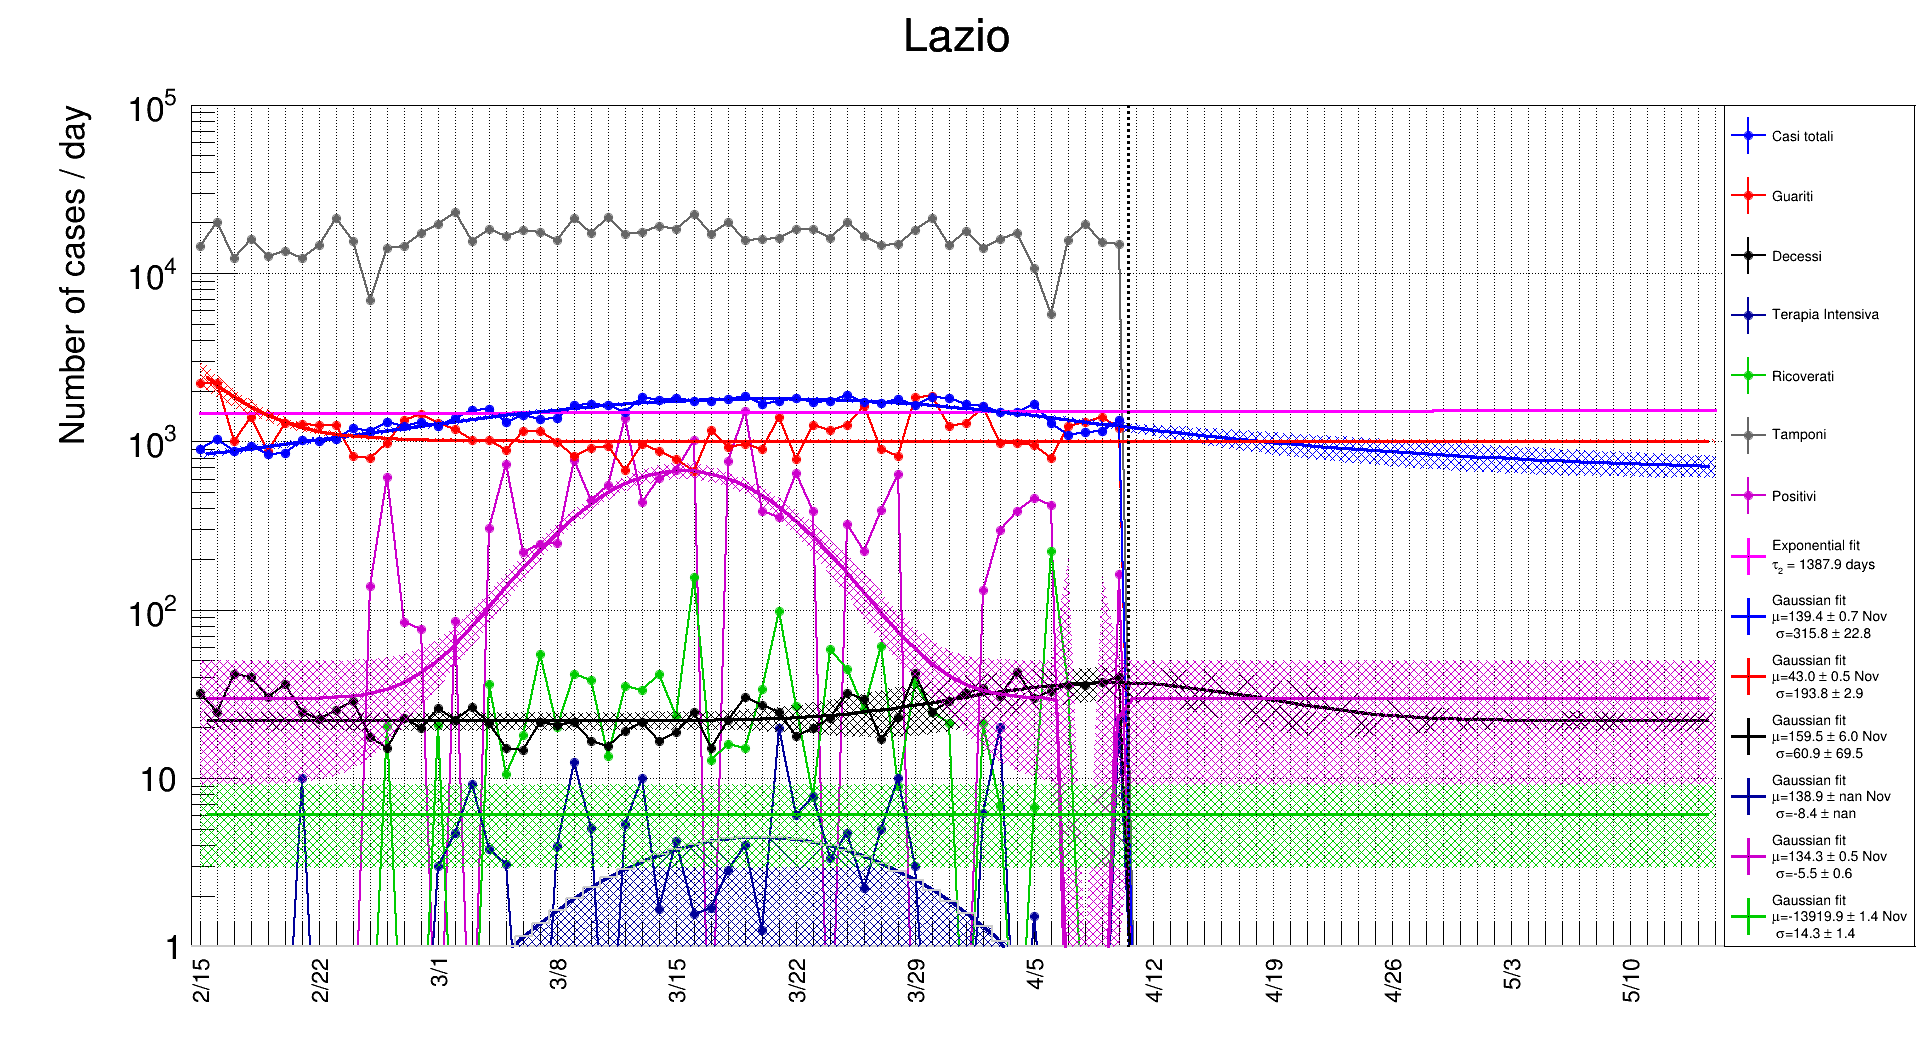 Lazio
Number of cases / day
10^5
10^4
10^3
10^2
10
1
2/15
2/22
3/1
3/8
3/15
3/22
3/29
4/5
4/12
4/19
4/26
5/3
5/10
Casi totali
Guariti
Decessi
Terapia Intensiva
Ricoverati
Tamponi
Positivi
Exponential fit
τ₂ = 1387.9 days
Gaussian fit
μ=139.4 ± 0.7 Nov
σ=315.8 ± 22.8
Gaussian fit
μ=43.0 ± 0.5 Nov
σ=193.8 ± 2.9
Gaussian fit
μ=159.5 ± 6.0 Nov
σ=60.9 ± 69.5
Gaussian fit
μ=138.9 ± nan Nov
σ=-8.4 ± nan
Gaussian fit
μ=134.3 ± 0.5 Nov
σ=-5.5 ± 0.6
Gaussian fit
μ=-13919.9 ± 1.4 Nov
σ=14.3 ± 1.4